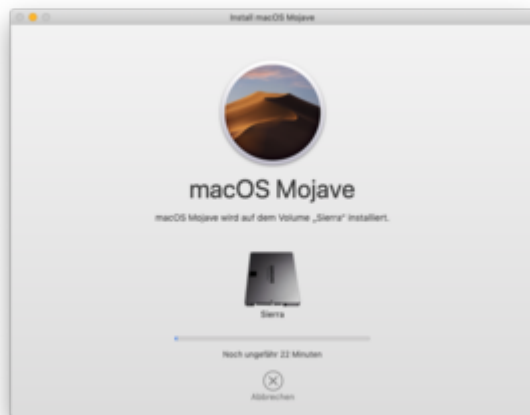 Install macOS Mojave
macOS Mojave
macOS Mojave wird auf dem Volume „Sierra“ installiert.
Sierra
Noch ungefähr 22 Minuten
Abbrechen